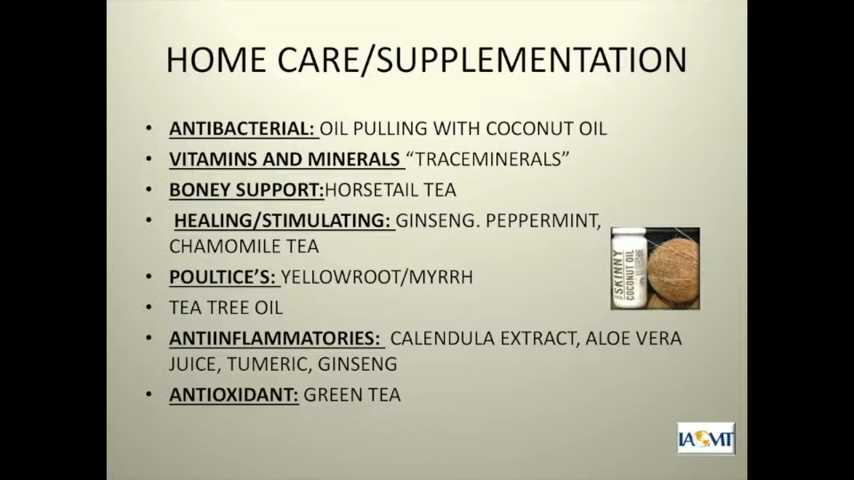 HOME CARE/SUPPLEMENTATION
• ANTIBACTERIAL: OIL PULLING WITH COCONUT OIL
• VITAMINS AND MINERALS “TRACEMINERALS”
• BONEY SUPPORT:HORSETAIL TEA
• HEALING/STIMULATING: GINSENG. PEPPERMINT,
CHAMOMILE TEA
• POULTICE’S: YELLOWROOT/MYRRH
• TEA TREE OIL
• ANTIINFLAMMATORIES: CALENDULA EXTRACT, ALOE VERA
JUICE, TUMERIC, GINSENG
• ANTIOXIDANT: GREEN TEA
SKINNY
COCONUT OIL
IAOMT